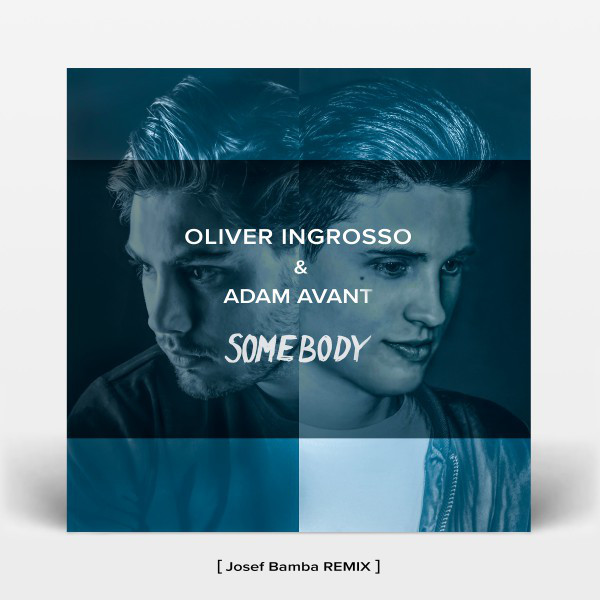 OLIVER INGROSSO
&
ADAM AVANT
SOMEBODY
[ Josef Bamba REMIX ]